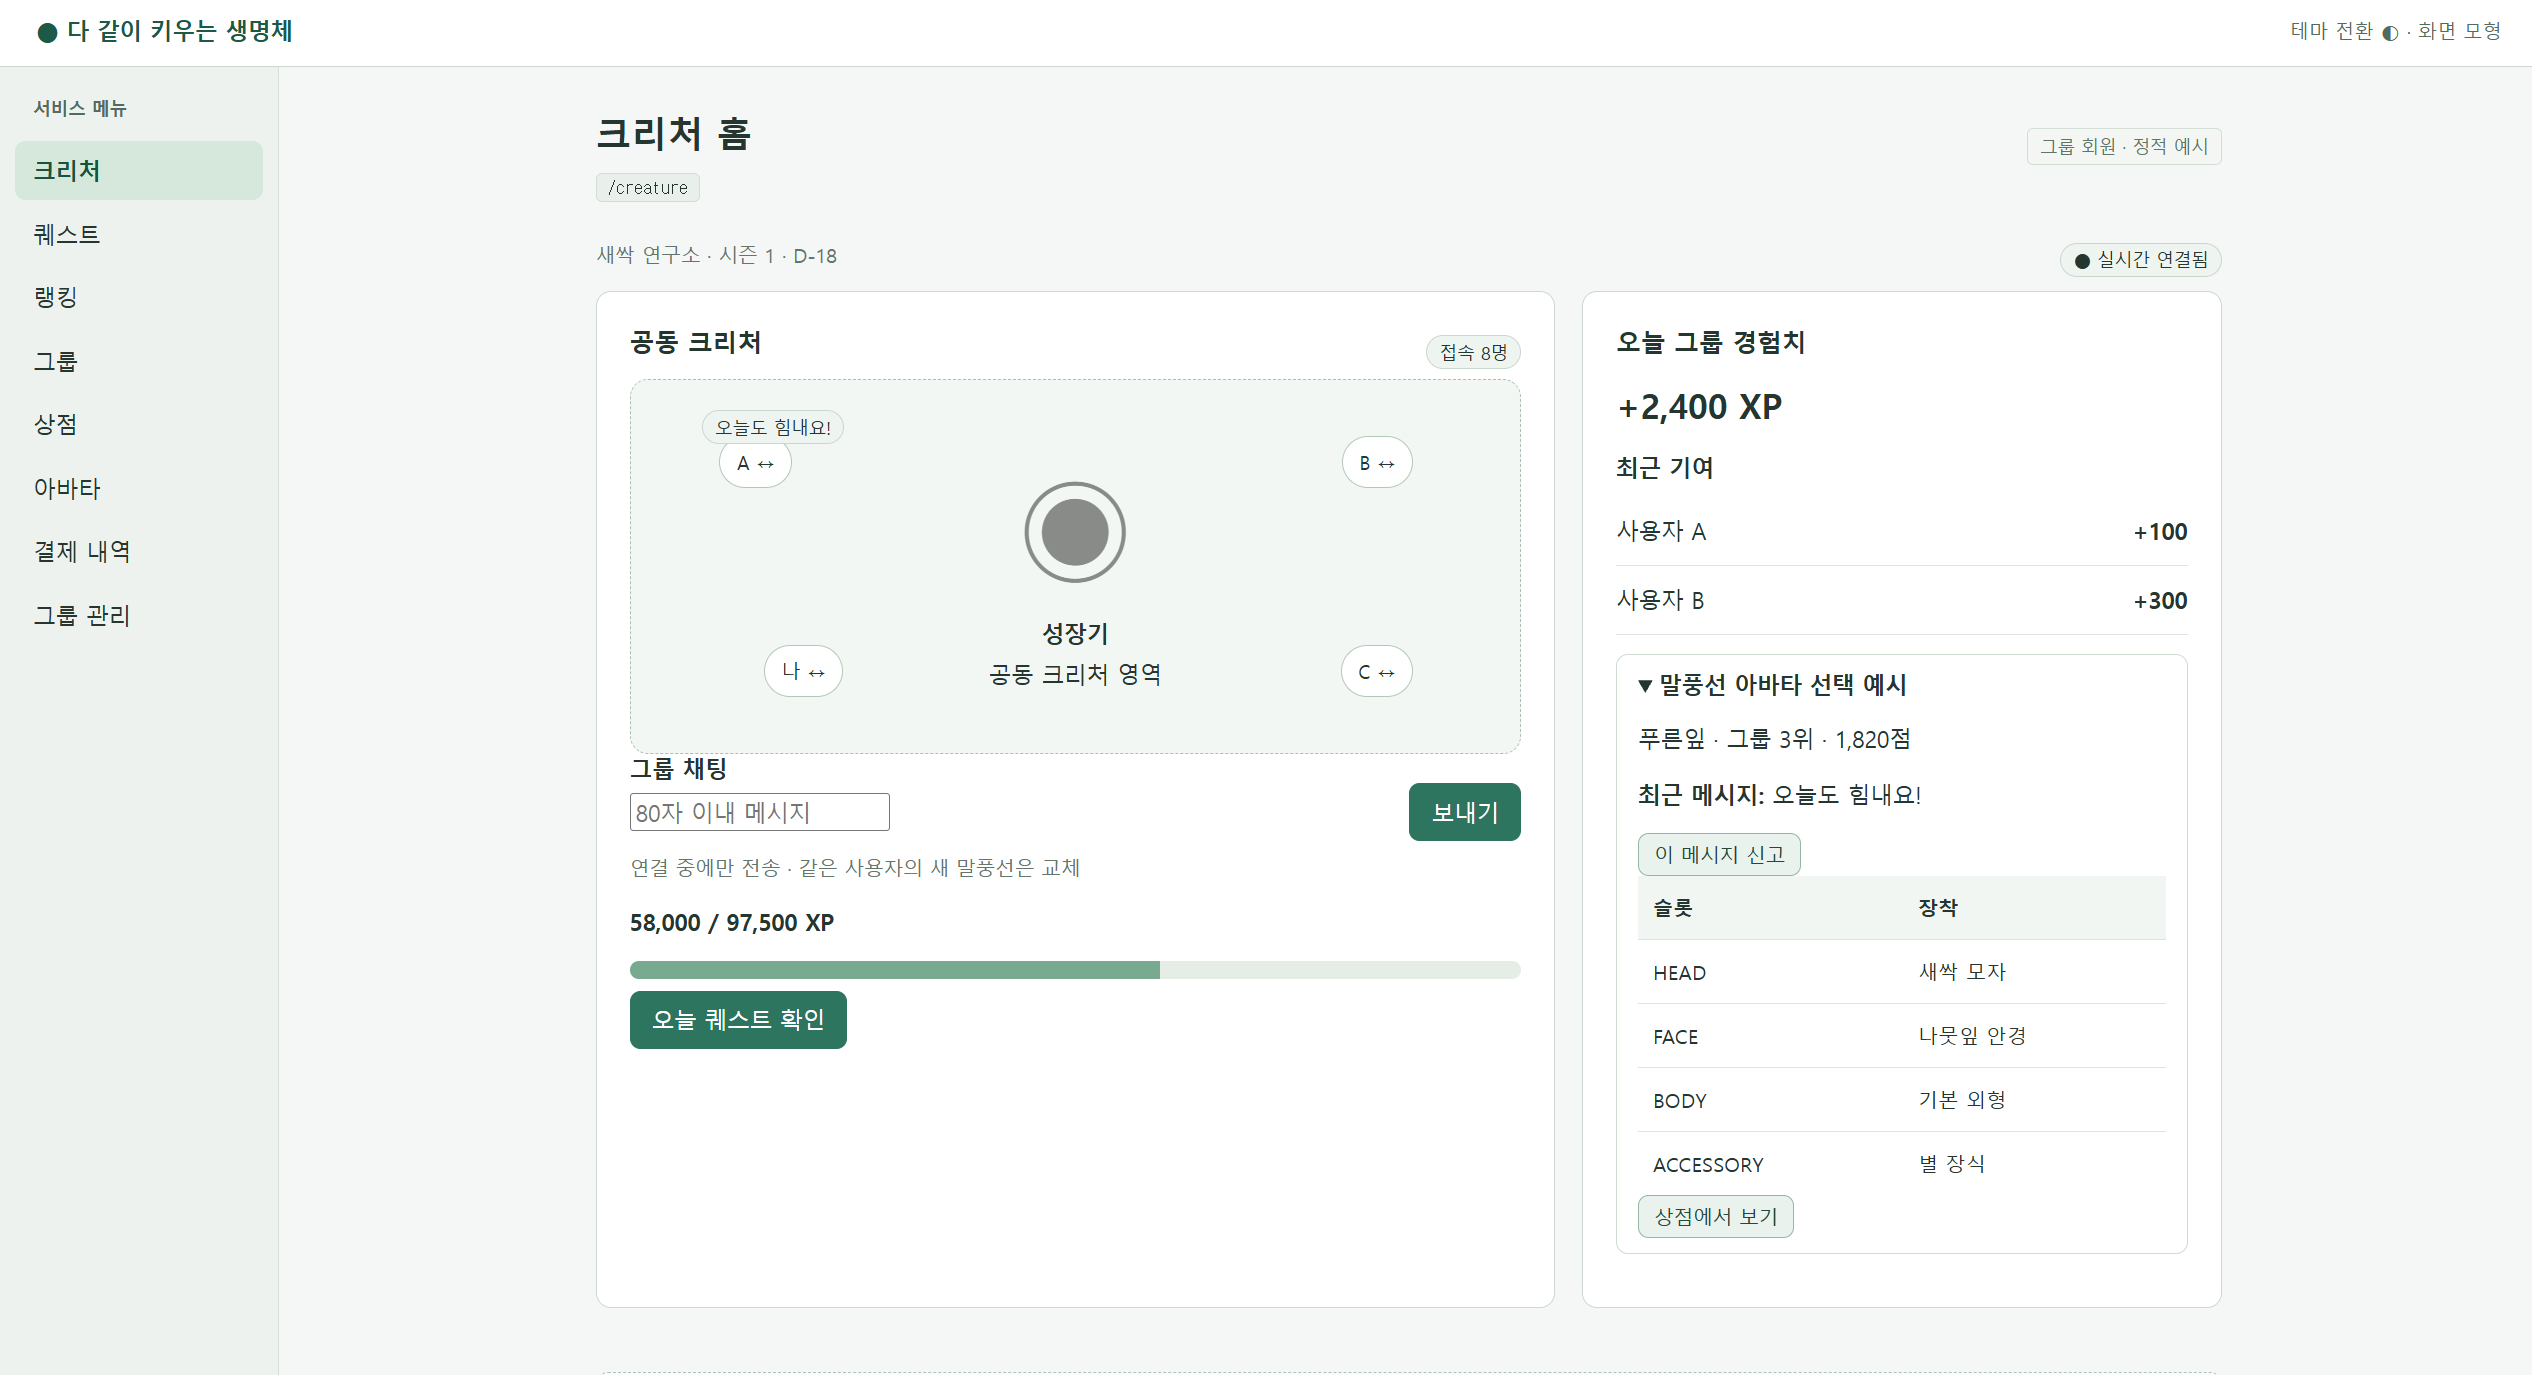 ● 다 같이 키우는 생명체
테마 전환 ◐ · 화면 모형
서비스 메뉴
크리처
퀘스트
랭킹
그룹
상점
아바타
결제 내역
그룹 관리
크리처 홈
그룹 회원 · 정적 예시
/creature
새싹 연구소 · 시즌 1 · D-18
● 실시간 연결됨
공동 크리처
접속 8명
오늘도 힘내요!
A ↔
B ↔
성장기
공동 크리처 영역
나 ↔
C ↔
그룹 채팅
80자 이내 메시지
보내기
연결 중에만 전송 · 같은 사용자의 새 말풍선은 교체
58,000 / 97,500 XP
오늘 퀘스트 확인
오늘 그룹 경험치
+2,400 XP
최근 기여
사용자 A +100
사용자 B +300
▼ 말풍선 아바타 선택 예시
푸른잎 · 그룹 3위 · 1,820점
최근 메시지: 오늘도 힘내요!
이 메시지 신고
슬롯 장착
HEAD 새싹 모자
FACE 나뭇잎 안경
BODY 기본 외형
ACCESSORY 별 장식
상점에서 보기